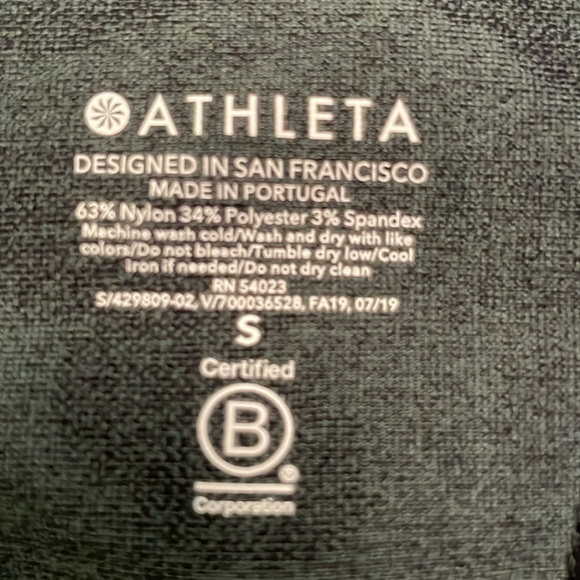 ATHLETA
DESIGNED IN SAN FRANCISCO
MADE IN PORTUGAL
63% Nylon 34% Polyester 3% Spandex
Machine wash cold/Wash and dry with like
colors/Do not bleach/Tumble dry low/Cool
Iron if needed/Do not dry clean
RN 54023
S/429809-02, V/700036528, FA19, 07/19
S
Certified
B
Corporation